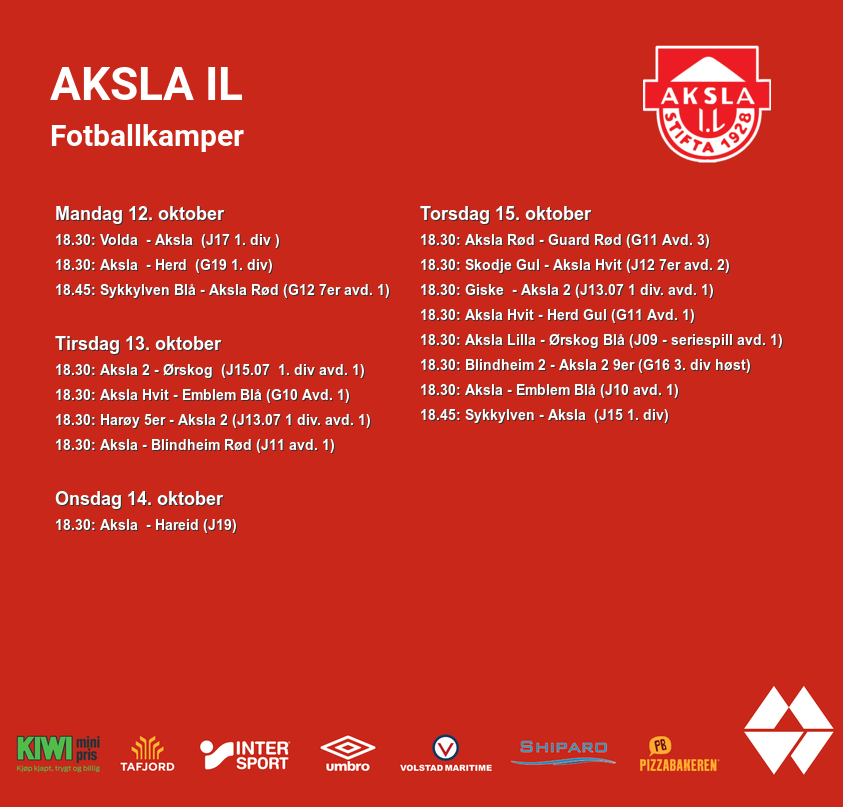 AKSLA IL
Fotballkamper
AKSLA
I.L
STIFTA 1928
Mandag 12. oktober
18.30: Volda  - Aksla  (J17 1. div )
18.30: Aksla  - Herd  (G19 1. div)
18.45: Sykkylven Blå - Aksla Rød (G12 7er avd. 1)
Tirsdag 13. oktober
18.30: Aksla 2 - Ørskog  (J15.07  1. div avd. 1)
18.30: Aksla Hvit - Emblem Blå (G10 Avd. 1)
18.30: Harøy 5er - Aksla 2 (J13.07 1 div. avd. 1)
18.30: Aksla - Blindheim Rød (J11 avd. 1)
Onsdag 14. oktober
18.30: Aksla  - Hareid (J19)
Torsdag 15. oktober
18.30: Aksla Rød - Guard Rød (G11 Avd. 3)
18.30: Skodje Gul - Aksla Hvit (J12 7er avd. 2)
18.30: Giske  - Aksla 2 (J13.07 1 div. avd. 1)
18.30: Aksla Hvit - Herd Gul (G11 Avd. 1)
18.30: Aksla Lilla - Ørskog Blå (J09 - seriespill avd. 1)
18.30: Blindheim 2 - Aksla 2 9er (G16 3. div høst)
18.30: Aksla - Emblem Blå (J10 avd. 1)
18.45: Sykkylven - Aksla  (J15 1. div)
KIWI mini pris
Kjøp kjapt, trygt og billig
TAFJORD
INTER
SPORT
umbro
V
VOLSTAD MARITIME
SHIPARO
PB
PIZZABAKEREN